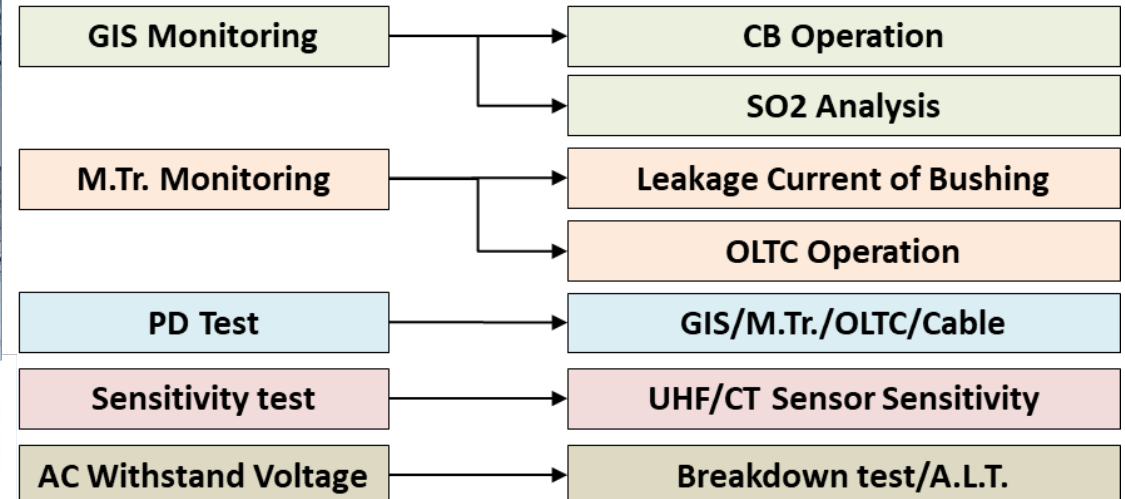 GIS Monitoring
CB Operation
SO2 Analysis
M.Tr. Monitoring
Leakage Current of Bushing
OLTC Operation
PD Test
GIS/M.Tr./OLTC/Cable
Sensitivity test
UHF/CT Sensor Sensitivity
AC Withstand Voltage
Breakdown test/A.L.T.